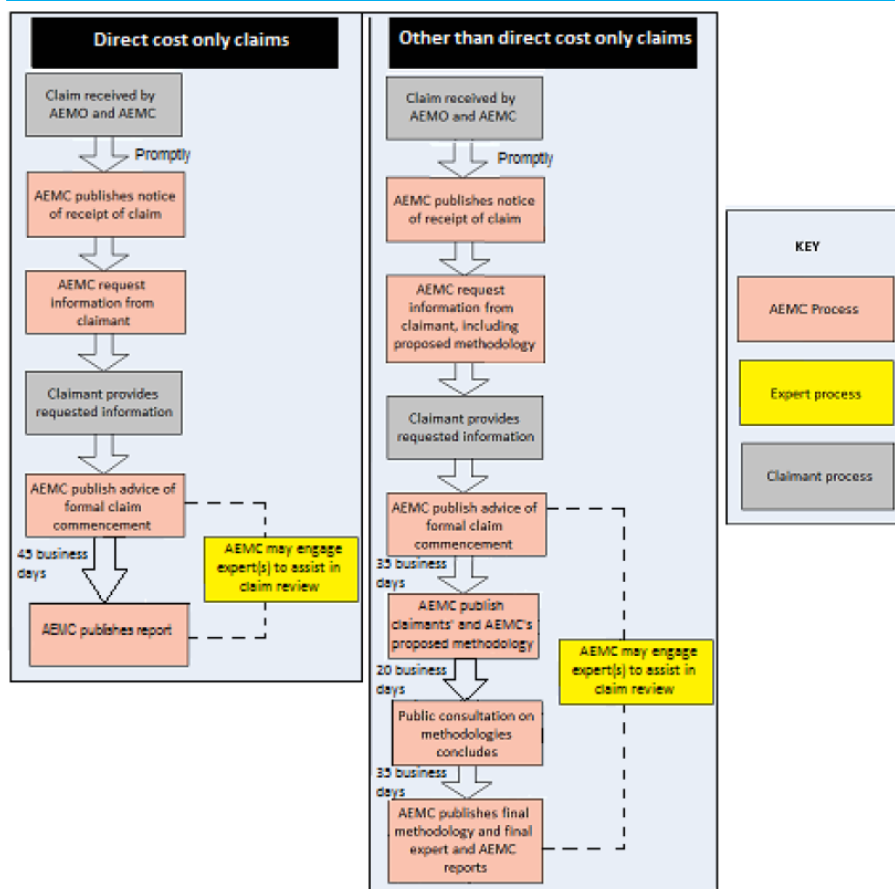 Direct cost only claims
Claim received by
AEMO and AEMC
Promptly
AEMC publishes notice
of receipt of claim
AEMC request
information from
claimant
Claimant provides
requested information
AEMC publish advice of
formal claim
commencement
45 business
days
AEMC may engage
expert(s) to assist in
claim review
AEMC publishes report
Other than direct cost only claims
Claim received by
AEMO and AEMC
Promptly
AEMC publishes notice
of receipt of claim
AEMC request
information from
claimant, including
proposed methodology
Claimant provides
requested information
AEMC publish advice of
formal claim
commencement
35 business
days
AEMC publish
claimants' and AEMC's
proposed methodology
20 business
days
AEMC may engage
expert(s) to assist in
claim review
Public consultation on
methodologies
concludes
35 business
days
AEMC publishes final
methodology and final
expert and AEMC
reports
KEY
AEMC Process
Expert process
Claimant process